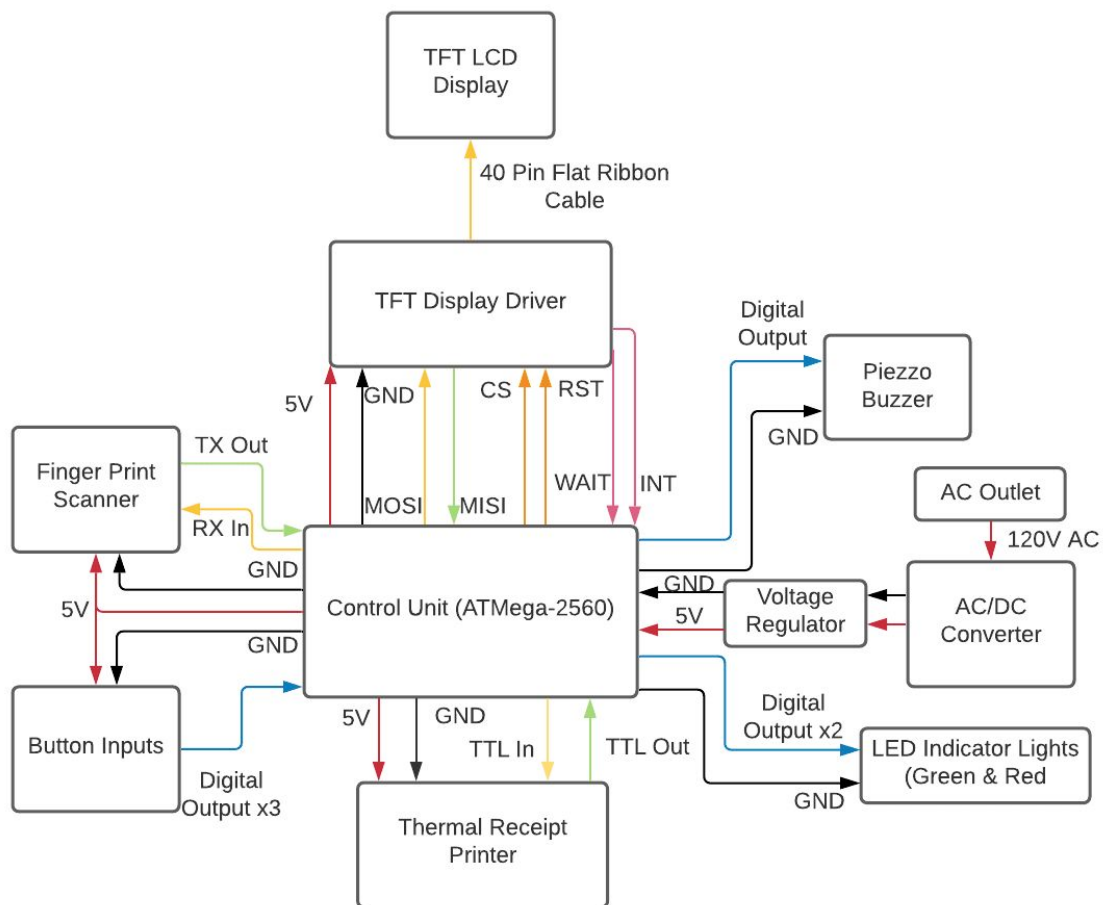 TFT LCD
Display
40 Pin Flat Ribbon
Cable
TFT Display Driver
Digital
Output
Piezzo
Buzzer
GND
5V
GND
CS
RST
TX Out
Finger Print
Scanner
RX In
MOSI
MISI
WAIT
INT
AC Outlet
120V AC
GND
5V
GND
Control Unit (ATMega-2560)
GND
5V
Voltage
Regulator
AC/DC
Converter
Button Inputs
Digital
Output x3
5V
GND
TTL In
TTL Out
Digital
Output x2
LED Indicator Lights
(Green & Red
GND
Thermal Receipt
Printer